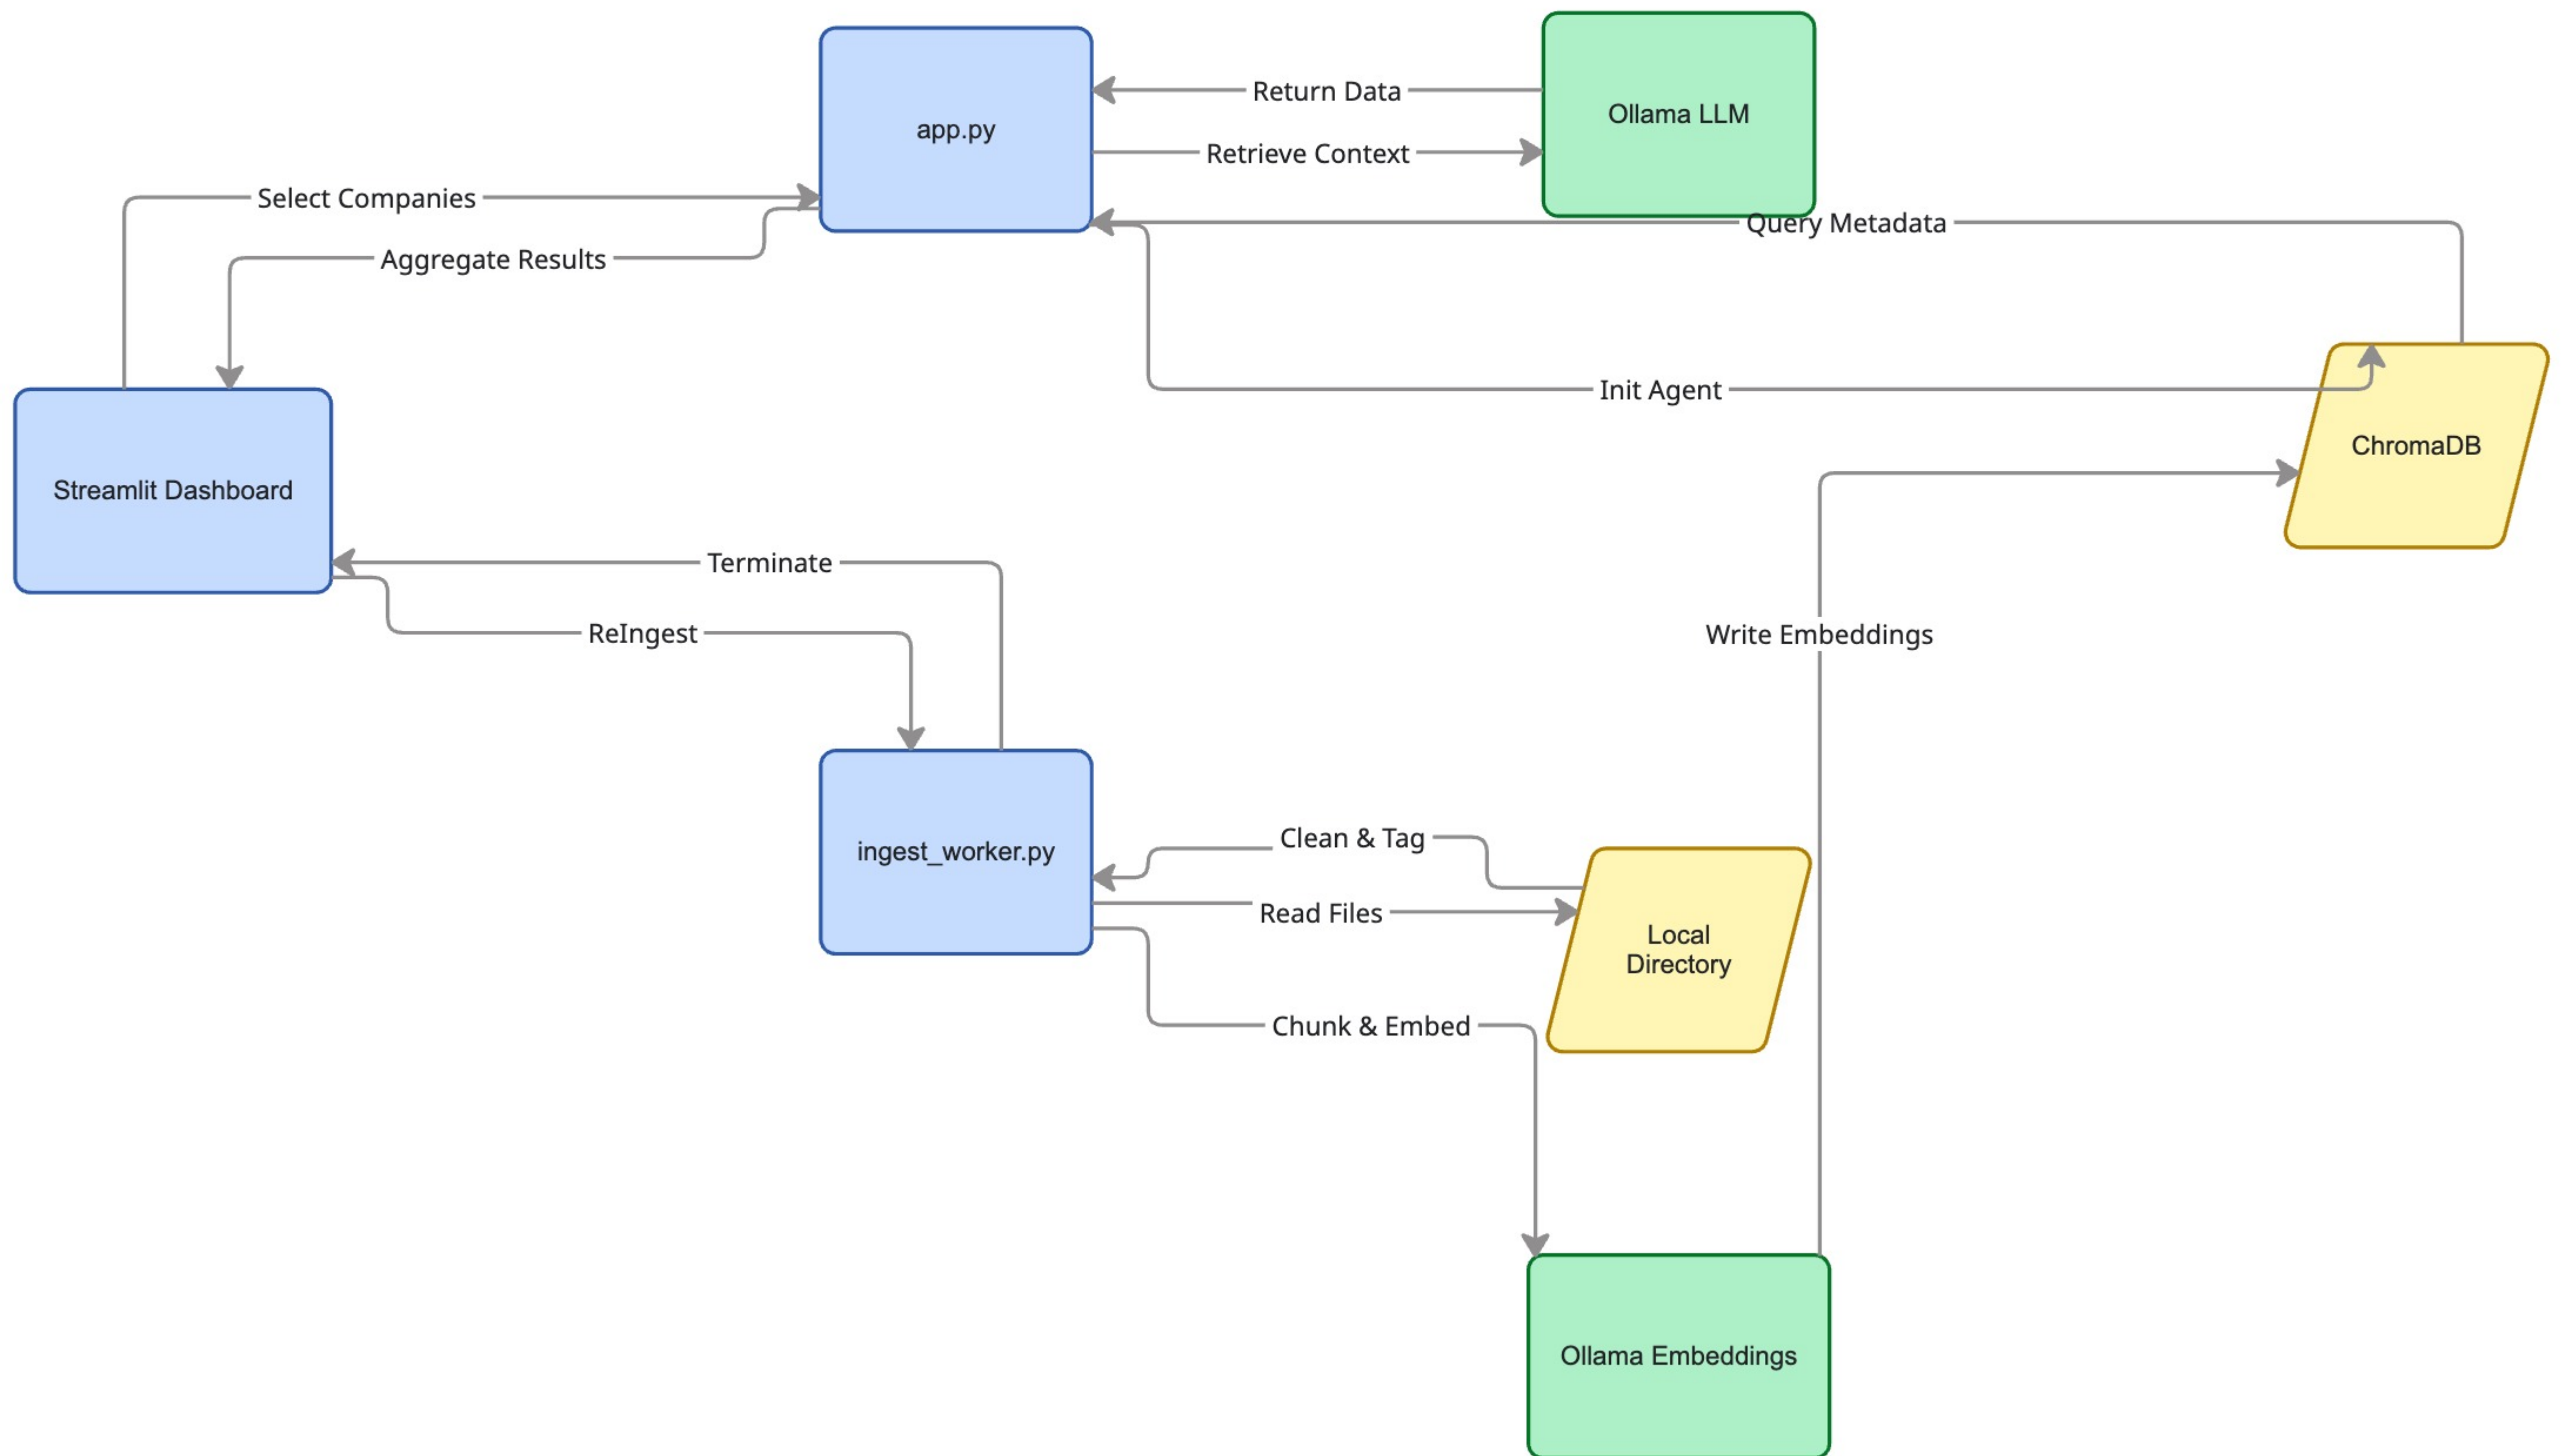 Ollama LLM
Return Data
app.py
Retrieve Context
Select Companies
Query Metadata
Aggregate Results
Init Agent
ChromaDB
Streamlit Dashboard
Terminate
ReIngest
Write Embeddings
Clean & Tag
ingest_worker.py
Read Files
Local
Directory
Chunk & Embed
Ollama Embeddings